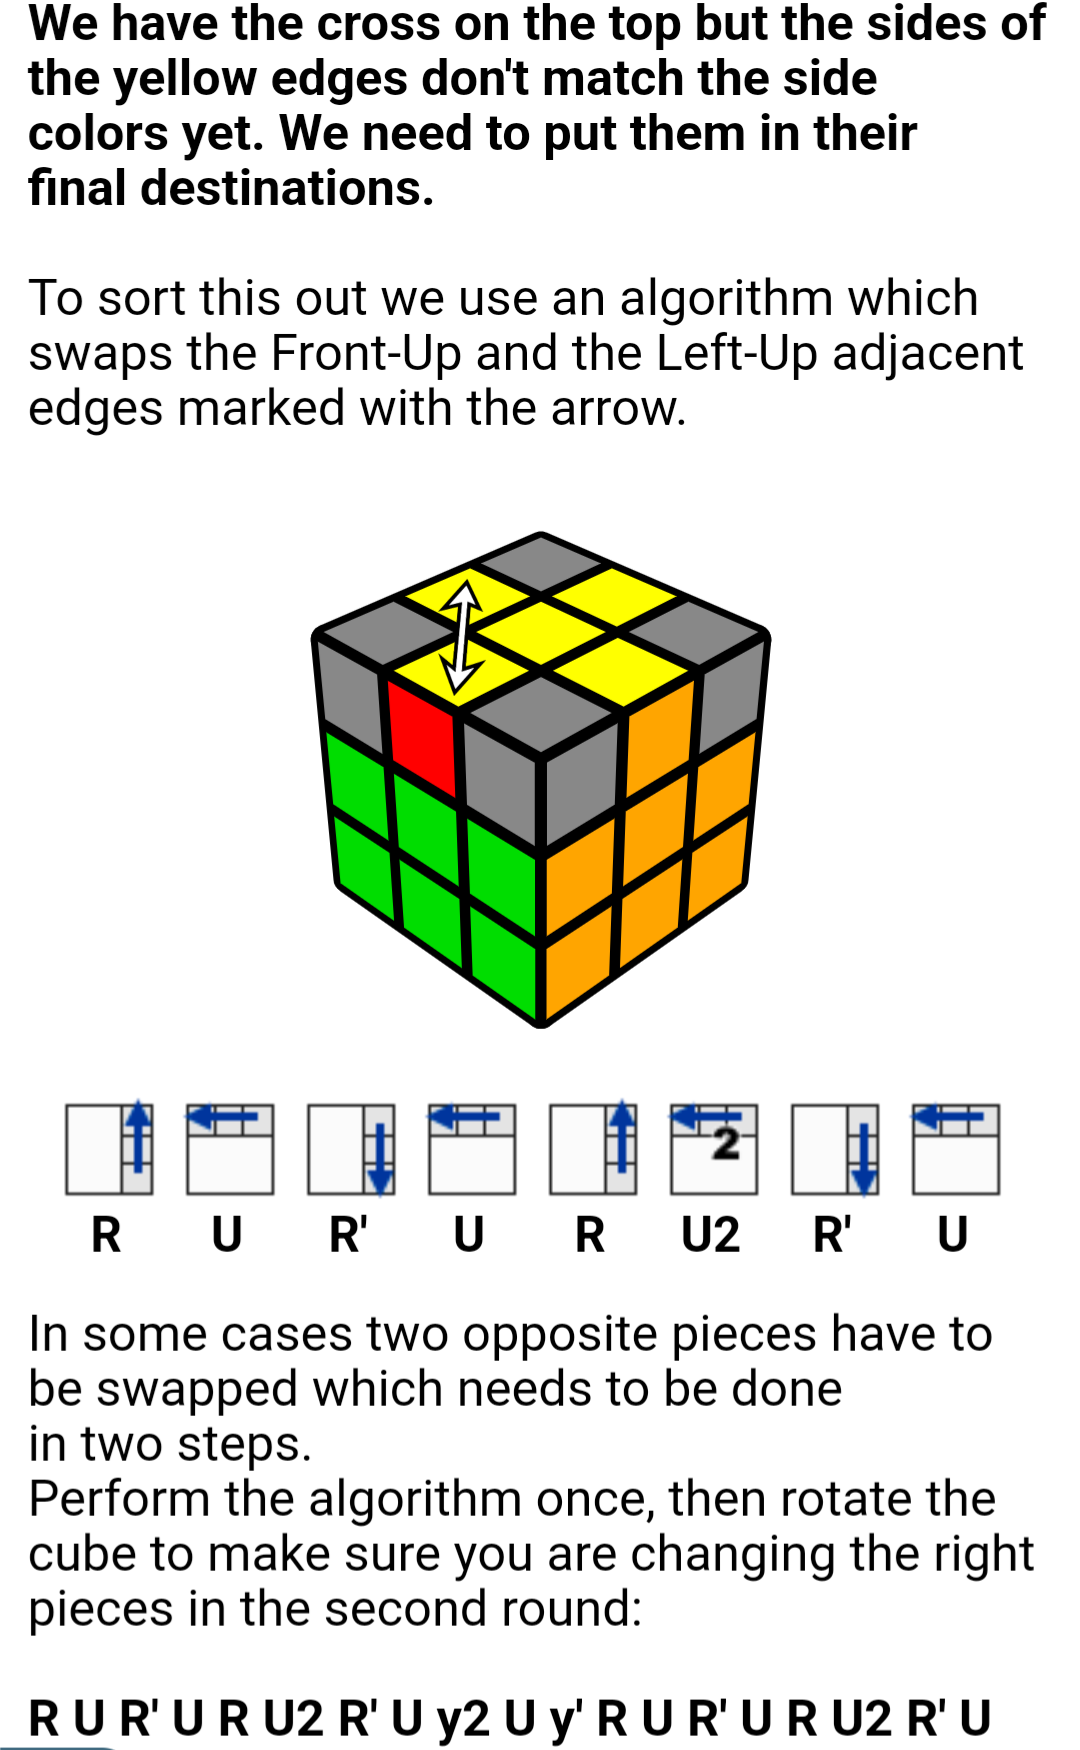 We have the cross on the top but the sides of
the yellow edges don't match the side
colors yet. We need to put them in their
final destinations.
To sort this out we use an algorithm which
swaps the Front-Up and the Left-Up adjacent
edges marked with the arrow.
2
R U R' U R U2 R' U
In some cases two opposite pieces have to
be swapped which needs to be done
in two steps.
Perform the algorithm once, then rotate the
cube to make sure you are changing the right
pieces in the second round:
R U R' U R U2 R' U y2 U y' R U R' U R U2 R' U